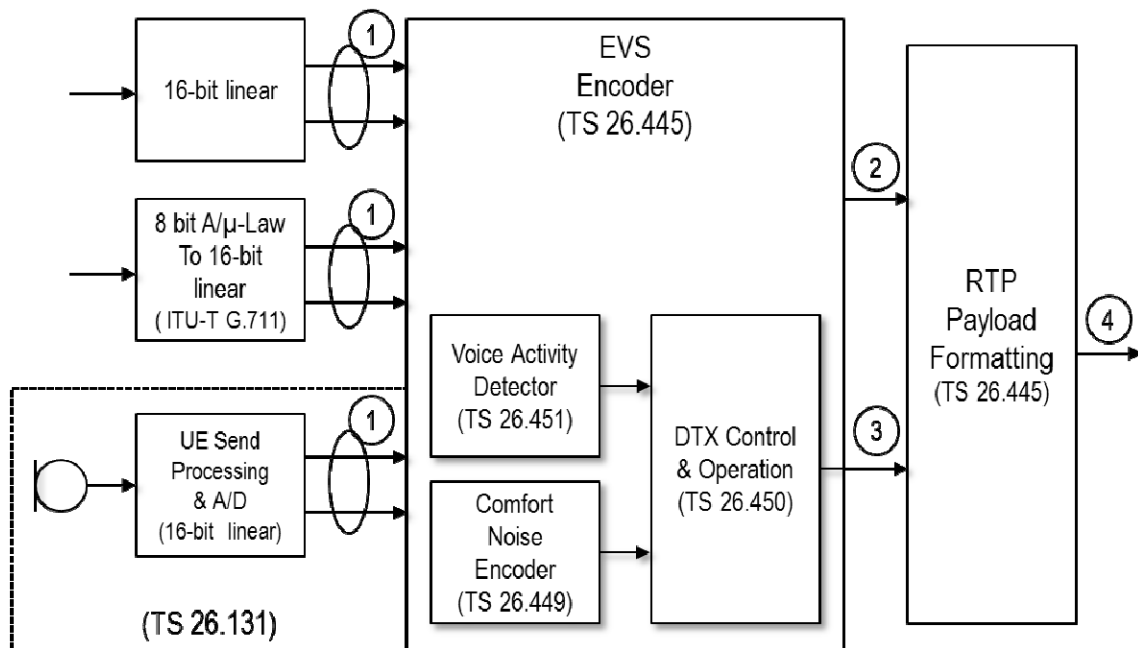 16-bit linear
1
8 bit A/μ-Law
To 16-bit
linear
( ITU-T G.711)
1
UE Send
Processing
& A/D
(16-bit linear)
1
(TS 26.131)
EVS
Encoder
(TS 26.445)
Voice Activity
Detector
(TS 26.451)
Comfort
Noise
Encoder
(TS 26.449)
DTX Control
& Operation
(TS 26.450)
2
3
RTP
Payload
Formatting
(TS 26.445)
4